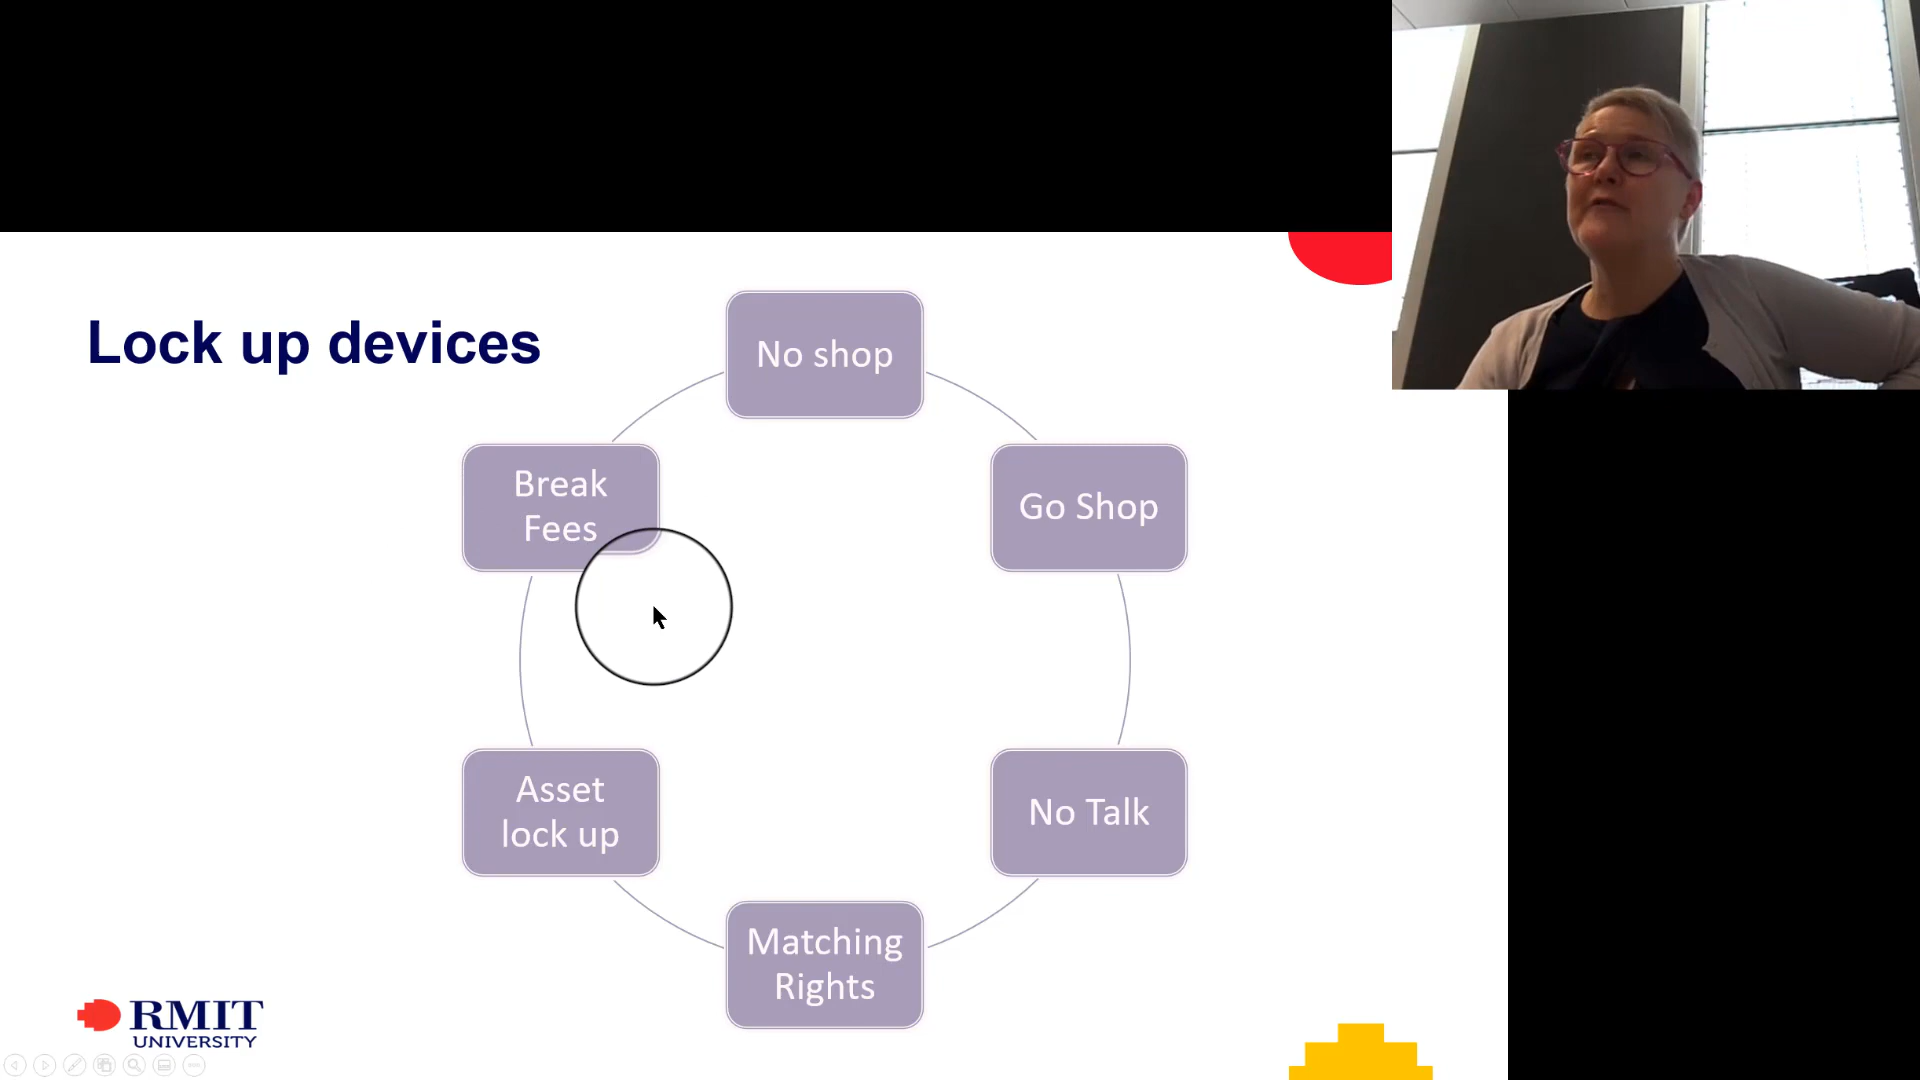 Lock up devices
No shop
Go Shop
No Talk
Matching
Rights
Asset
lock up
Break
Fees
RMIT
UNIVERSITY